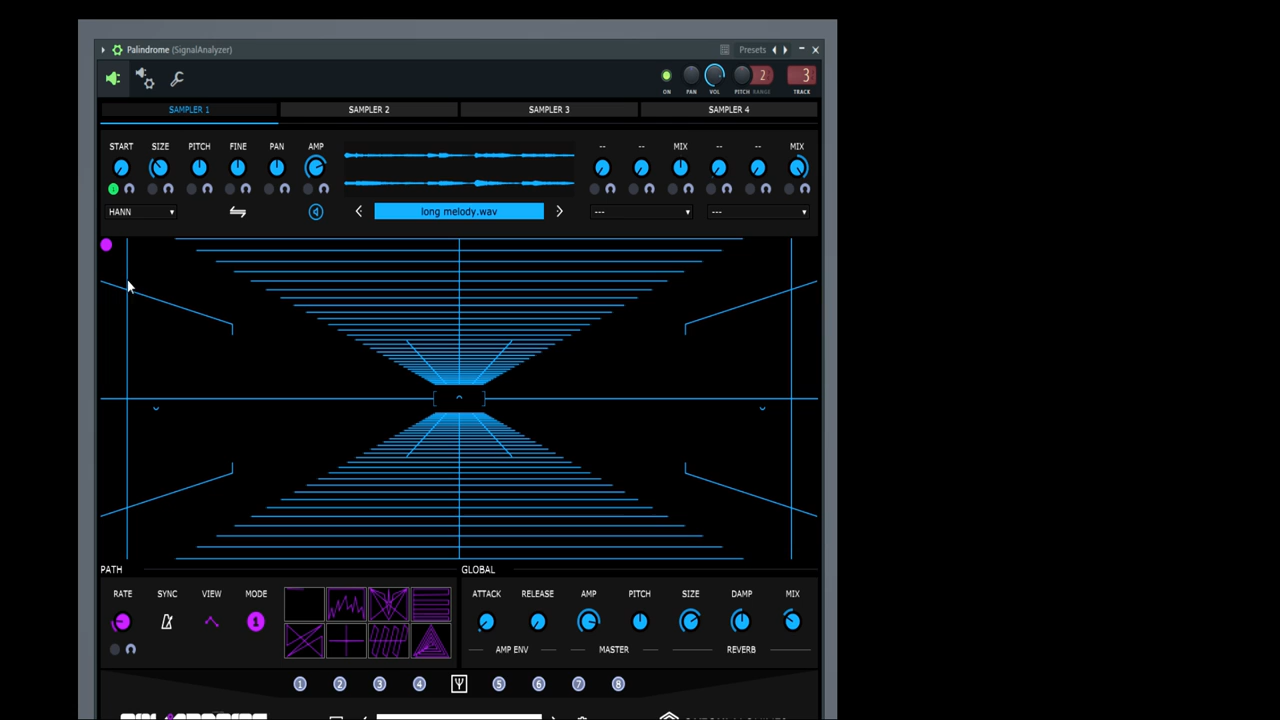 Palindrome (SignalAnalyzer) Presets
ON PAN VOL PITCH RANGE 2 3 TRACK
SAMPLER 1 SAMPLER 2 SAMPLER 3 SAMPLER 4
START SIZE PITCH FINE PAN AMP -- -- MIX -- -- MIX
HANN long melody.wav --- ---
PATH GLOBAL
RATE SYNC VIEW MODE ATTACK RELEASE AMP PITCH SIZE DAMP MIX
1
AMP ENV MASTER REVERB
1 2 3 4 5 6 7 8